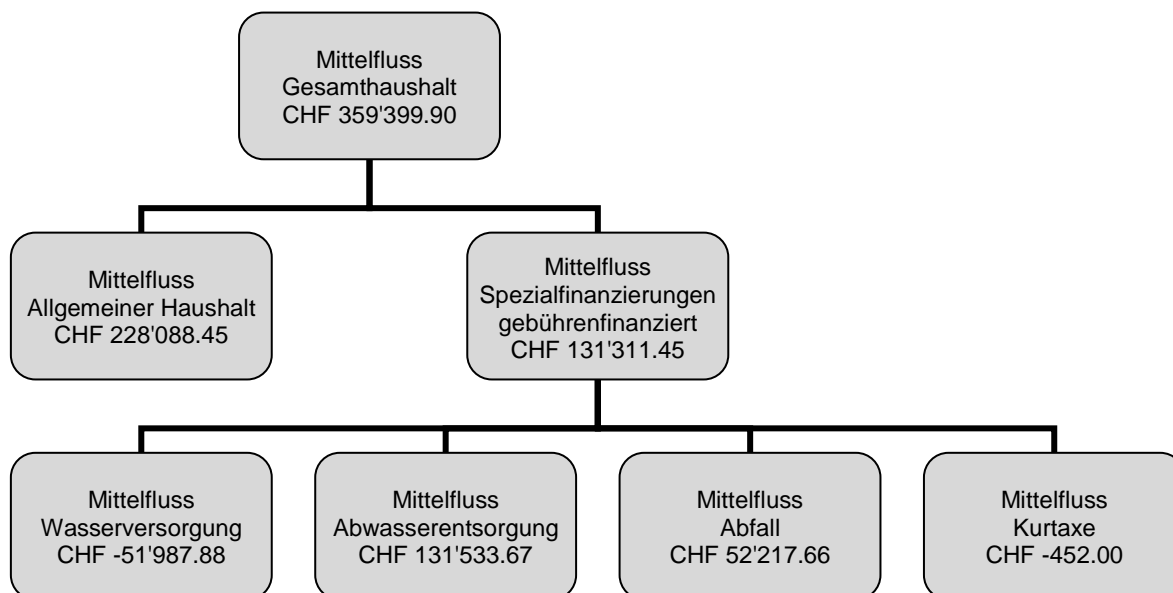 Mittelfluss
Gesamthaushalt
CHF 359'399.90
Mittelfluss
Allgemeiner Haushalt
CHF 228'088.45
Mittelfluss
Spezialfinanzierungen
gebührenfinanziert
CHF 131'311.45
Mittelfluss
Wasserversorgung
CHF -51'987.88
Mittelfluss
Abwasserentsorgung
CHF 131'533.67
Mittelfluss
Abfall
CHF 52'217.66
Mittelfluss
Kurtaxe
CHF -452.00